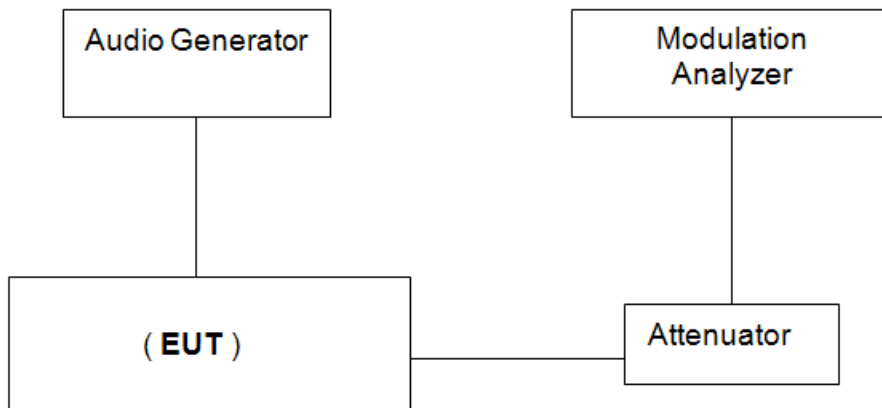 Audio Generator
Modulation
Analyzer
( EUT )
Attenuator